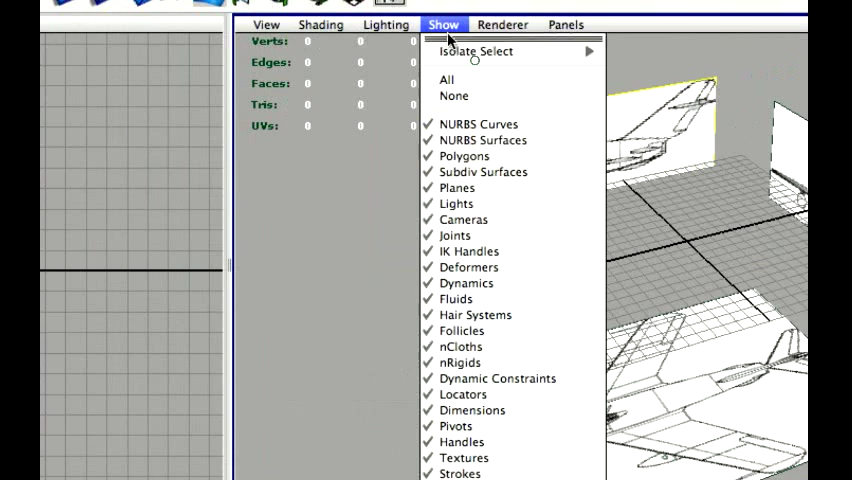 View Shading Lighting Show Renderer Panels
Verts: 0 0 0
Edges: 0 0 0
Faces: 0 0 0
Tris: 0 0 0
UVs: 0 0 0
Isolate Select
All
None
NURBS Curves
NURBS Surfaces
Polygons
Subdiv Surfaces
Planes
Lights
Cameras
Joints
IK Handles
Deformers
Dynamics
Fluids
Hair Systems
Follicles
nCloths
nRigids
Dynamic Constraints
Locators
Dimensions
Pivots
Handles
Textures
Strokes